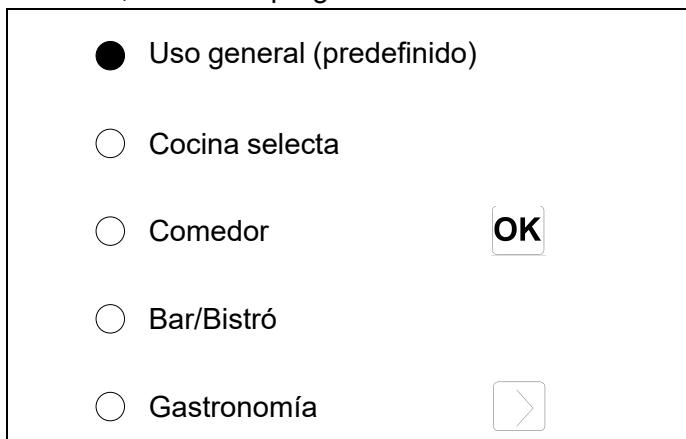 Uso general (predefinido)
Cocina selecta
Comedor OK
Bar/Bistró
Gastronomía